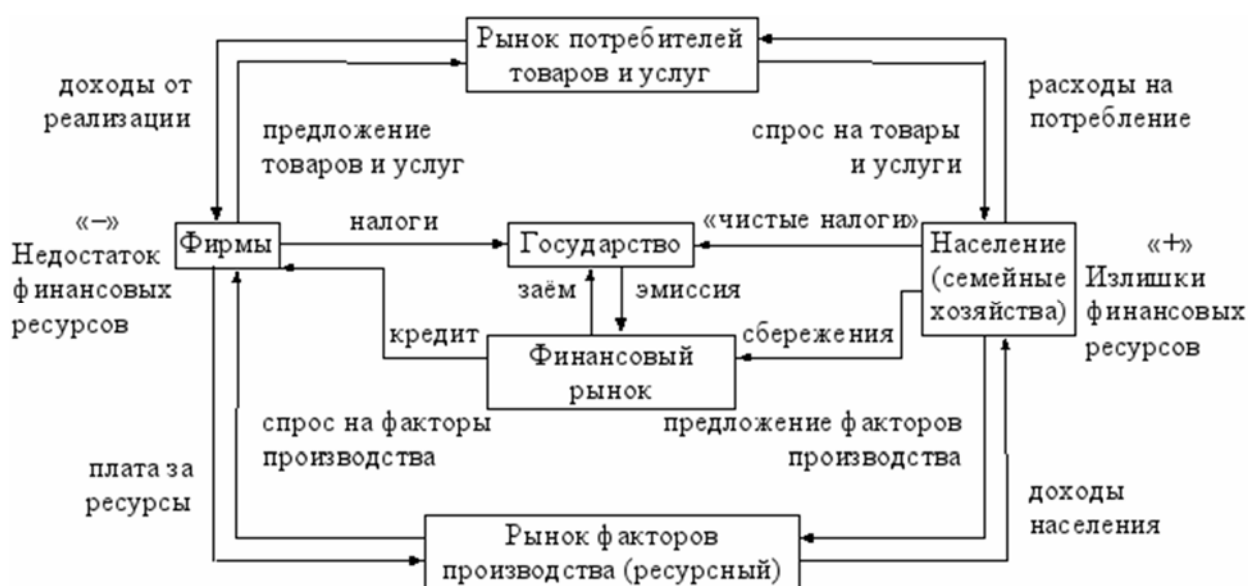 Рынок потребителей
товаров и услуг
доходы от
реализации
предложение
товаров и услуг
спрос на товары
и услуги
расходы на
потребление
«−»
Недостаток
финансовых
ресурсов
Фирмы
налоги
Государство
«чистые налоги»
Население
(семейные
хозяйства)
«+»
Излишки
финансовых
ресурсов
заём
эмиссия
кредит
Финансовый
рынок
сбережения
спрос на факторы
производства
предложение факторов
производства
плата за
ресурсы
доходы
населения
Рынок факторов
производства (ресурсный)